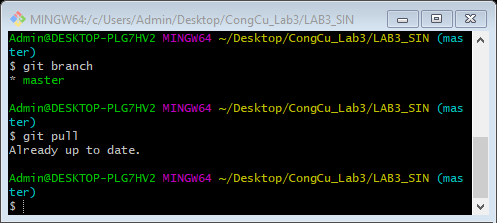 MINGW64:/c/Users/Admin/Desktop/CongCu_Lab3/LAB3_SIN
Admin@DESKTOP-PLG7HV2 MINGW64 ~/Desktop/CongCu_Lab3/LAB3_SIN (mas
ter)
$ git branch
* master
Admin@DESKTOP-PLG7HV2 MINGW64 ~/Desktop/CongCu_Lab3/LAB3_SIN (mas
ter)
$ git pull
Already up to date.
Admin@DESKTOP-PLG7HV2 MINGW64 ~/Desktop/CongCu_Lab3/LAB3_SIN (mas
ter)
$